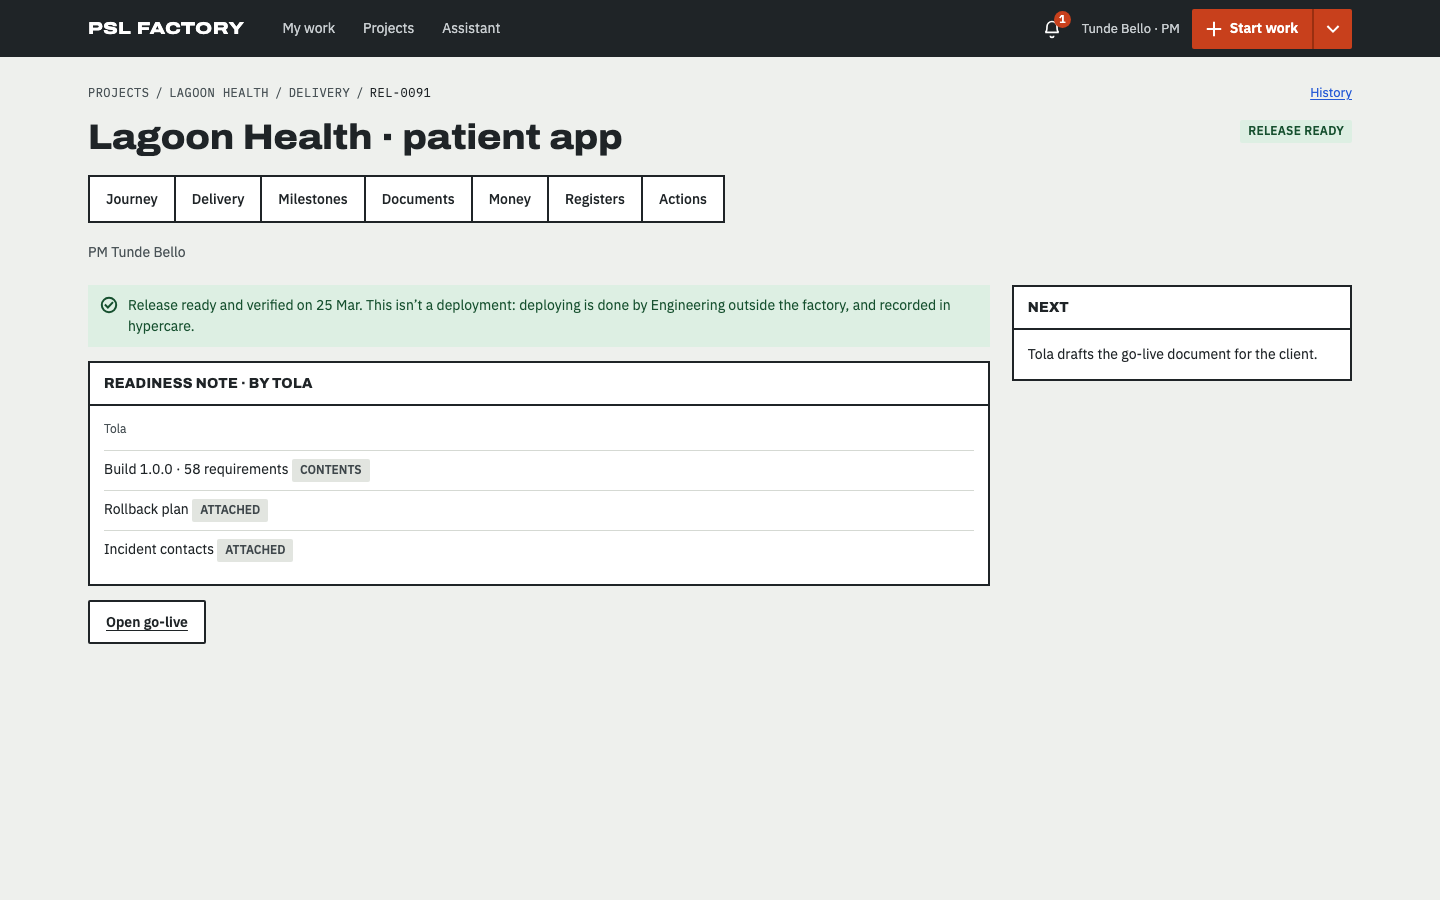 PSL FACTORY My work Projects Assistant 1 Tunde Bello · PM Start work
PROJECTS / LAGOON HEALTH / DELIVERY / REL-0091 History
Lagoon Health · patient app RELEASE READY
Journey Delivery Milestones Documents Money Registers Actions
PM Tunde Bello
Release ready and verified on 25 Mar. This isn’t a deployment: deploying is done by Engineering outside the factory, and recorded in
hypercare.
READINESS NOTE · BY TOLA
Tola
Build 1.0.0 · 58 requirements CONTENTS
Rollback plan ATTACHED
Incident contacts ATTACHED
Open go-live
NEXT
Tola drafts the go-live document for the client.